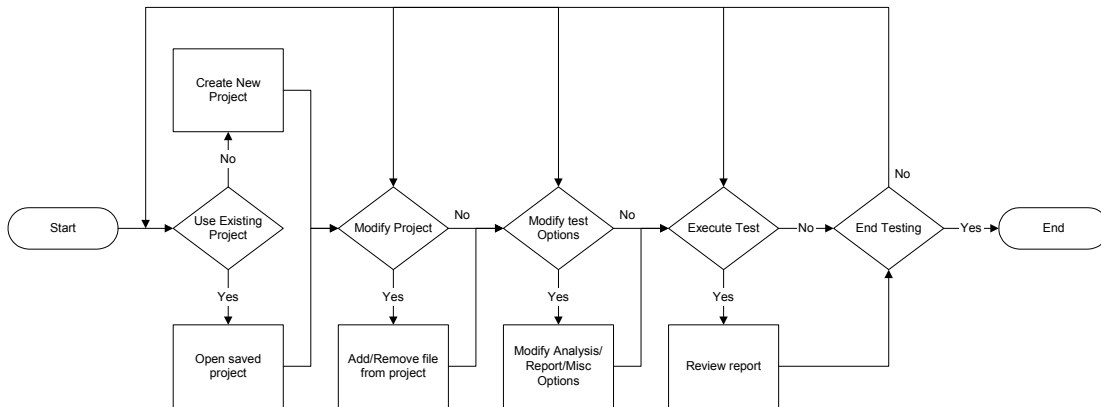 Create New
Project
No
No
Start
Use Existing
Project
Modify Project
No
Modify test
Options
No
Execute Test
No
End Testing
Yes
End
Yes
Yes
Yes
Yes
Open saved
project
Add/Remove file
from project
Modify Analysis/
Report/Misc
Options
Review report